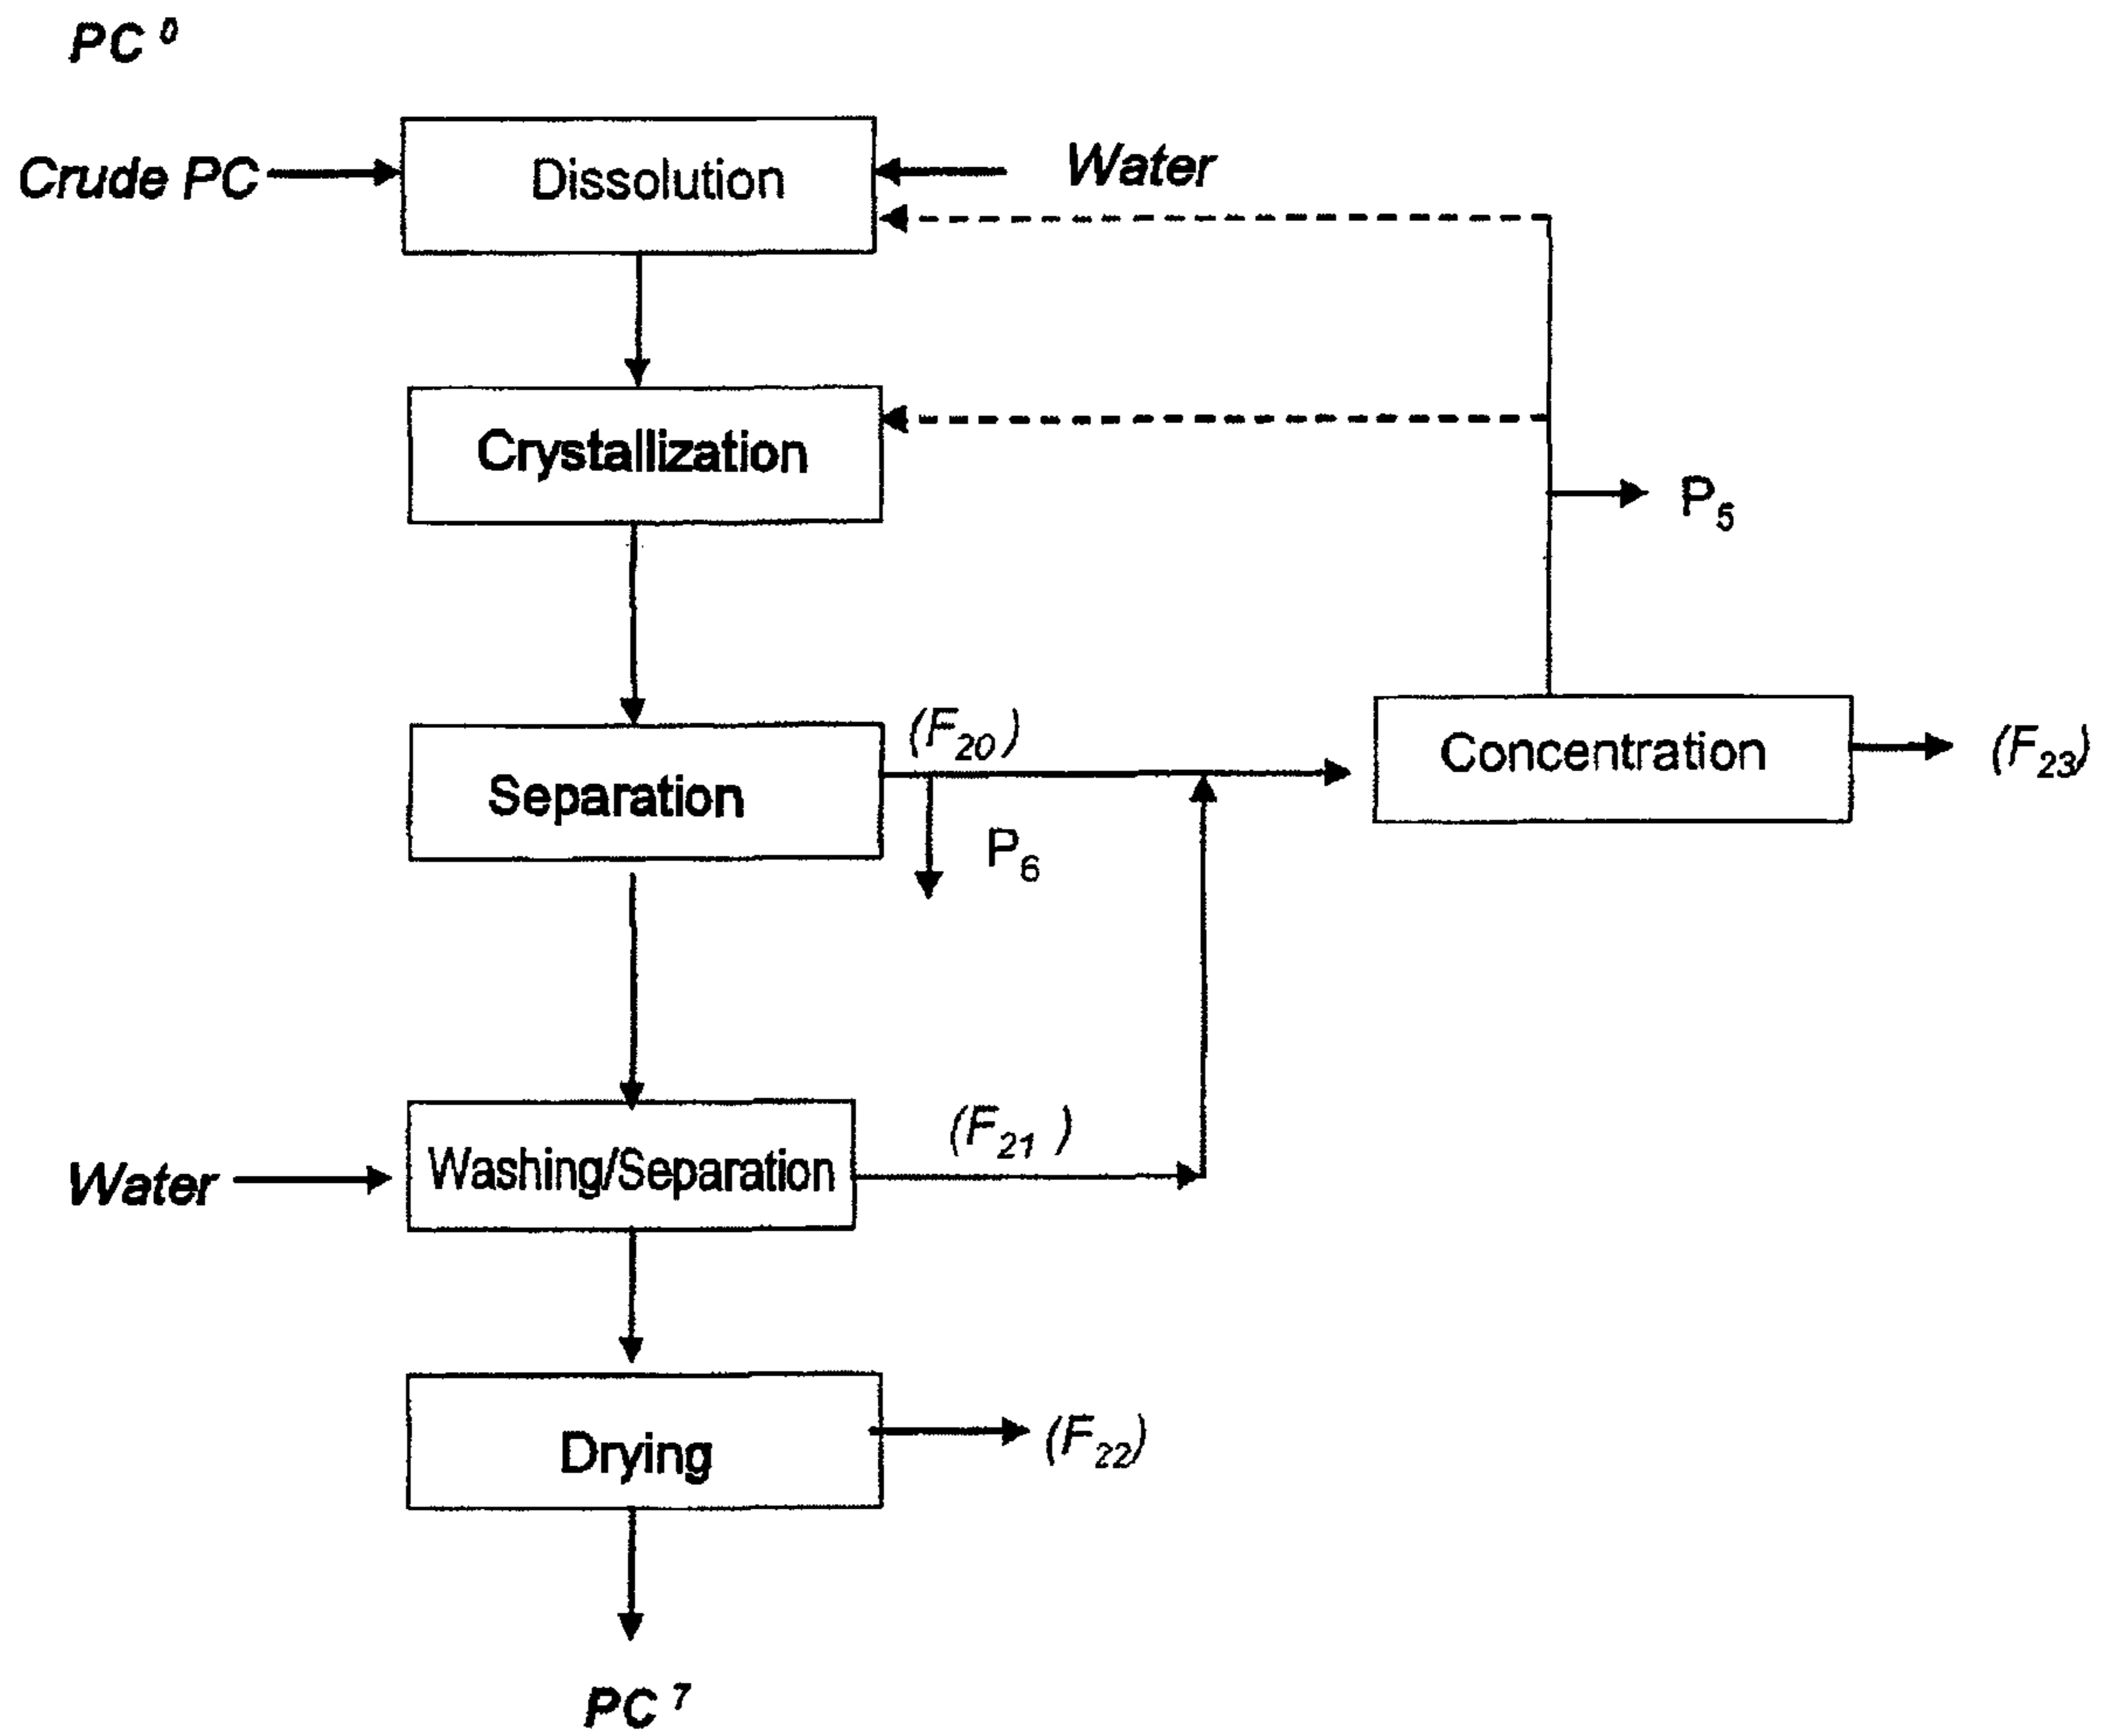 PC⁰
Crude PC
Dissolution
Water
Crystallization
P₅
Separation
(F₂₀)
P₆
Concentration
(F₂₃)
Water
Washing/Separation
(F₂₁)
Drying
(F₂₂)
PC⁷